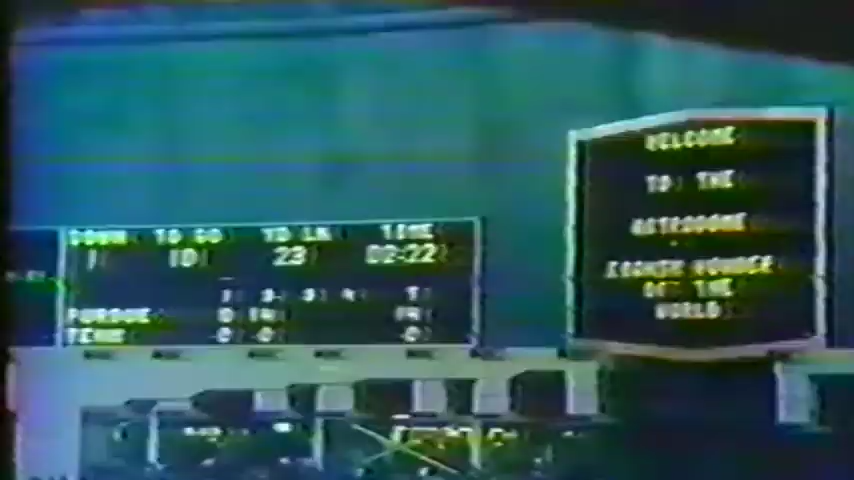 DOWN TO GO YD LN TIME
1 10 23 02:22
1 2 3 4 T
PURDUE 0 14 14
TENN 0 0 0
WELCOME
TO THE
ASTRODOME
EIGHTH WONDER
OF THE
WORLD